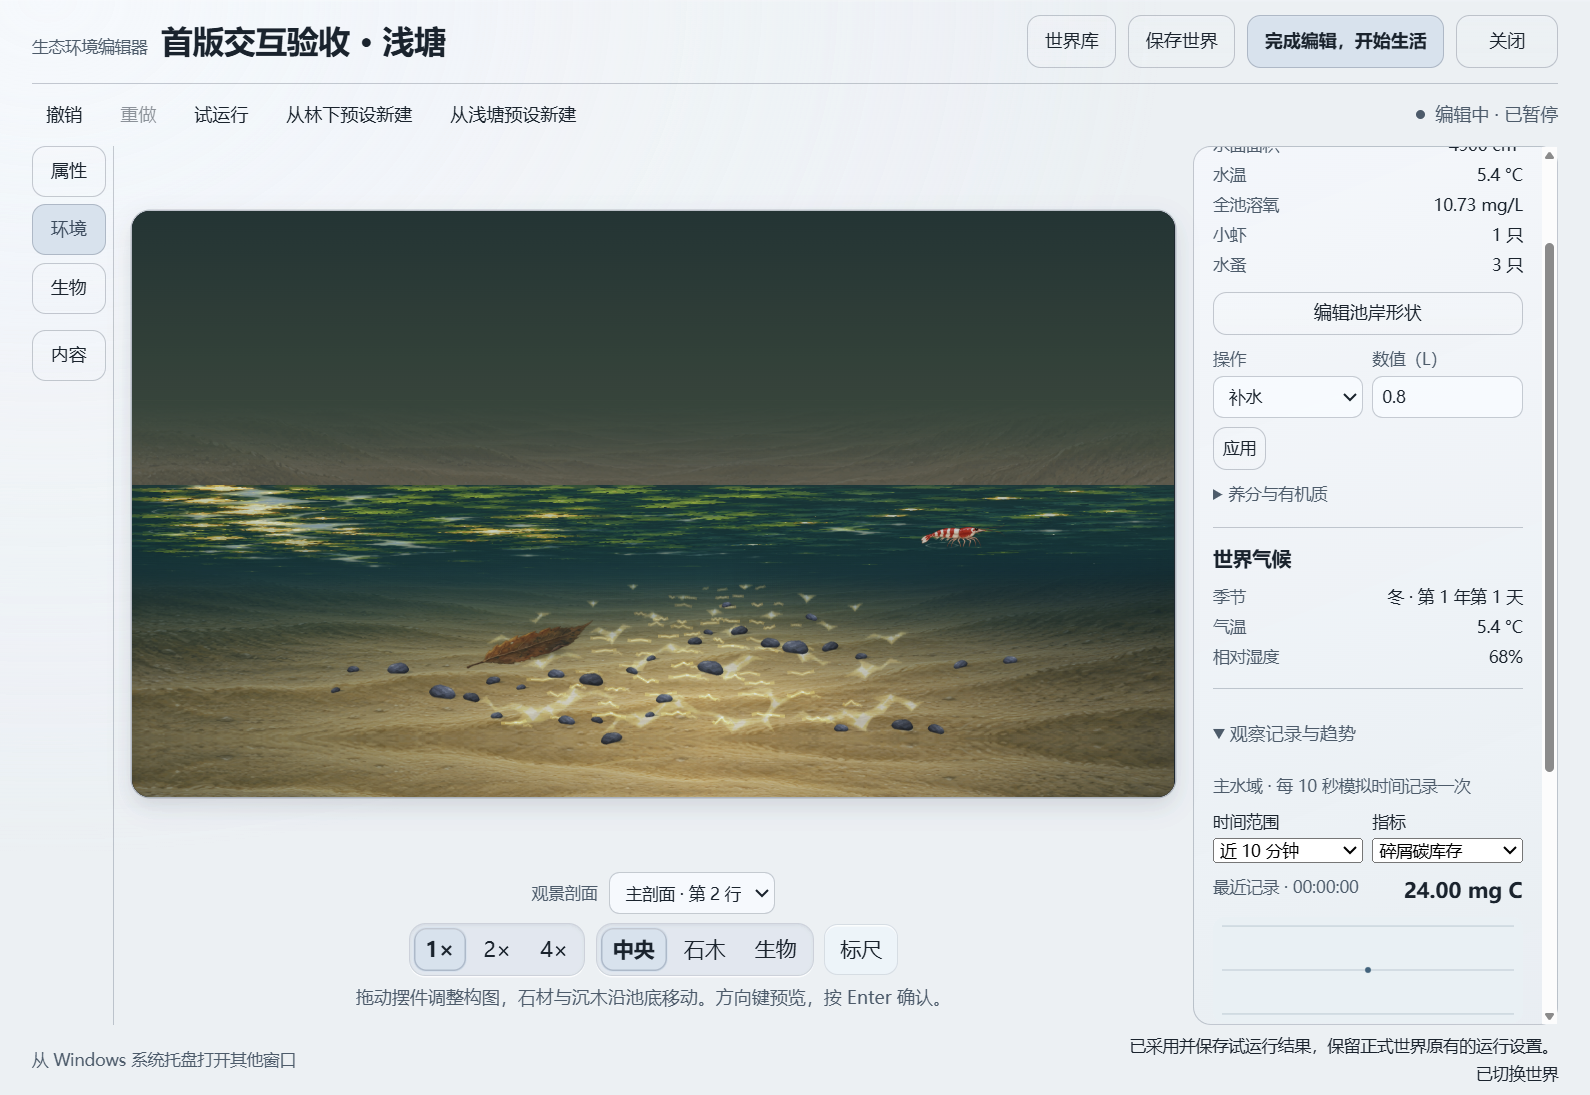 生态环境编辑器 首版交互验收 · 浅塘
世界库 保存世界 完成编辑，开始生活 关闭
撤销 重做 试运行 从林下预设新建 从浅塘预设新建
编辑中 · 已暂停
属性
环境
生物
内容
水温 5.4 °C
全池溶氧 10.73 mg/L
小虾 1 只
水蚤 3 只
编辑池岸形状
操作 数值（L）
补水 0.8
应用
养分与有机质
世界气候
季节 冬 · 第 1 年第 1 天
气温 5.4 °C
相对湿度 68%
观察记录与趋势
主水域 · 每 10 秒模拟时间记录一次
时间范围 指标
近 10 分钟 碎屑碳库存
最近记录 · 00:00:00 24.00 mg C
观景剖面 主剖面 · 第 2 行
1× 2× 4× 中央 石木 生物 标尺
拖动摆件调整构图，石材与沉木沿池底移动。方向键预览，按 Enter 确认。
从 Windows 系统托盘打开其他窗口
已采用并保存试运行结果，保留正式世界原有的运行设置。
已切换世界